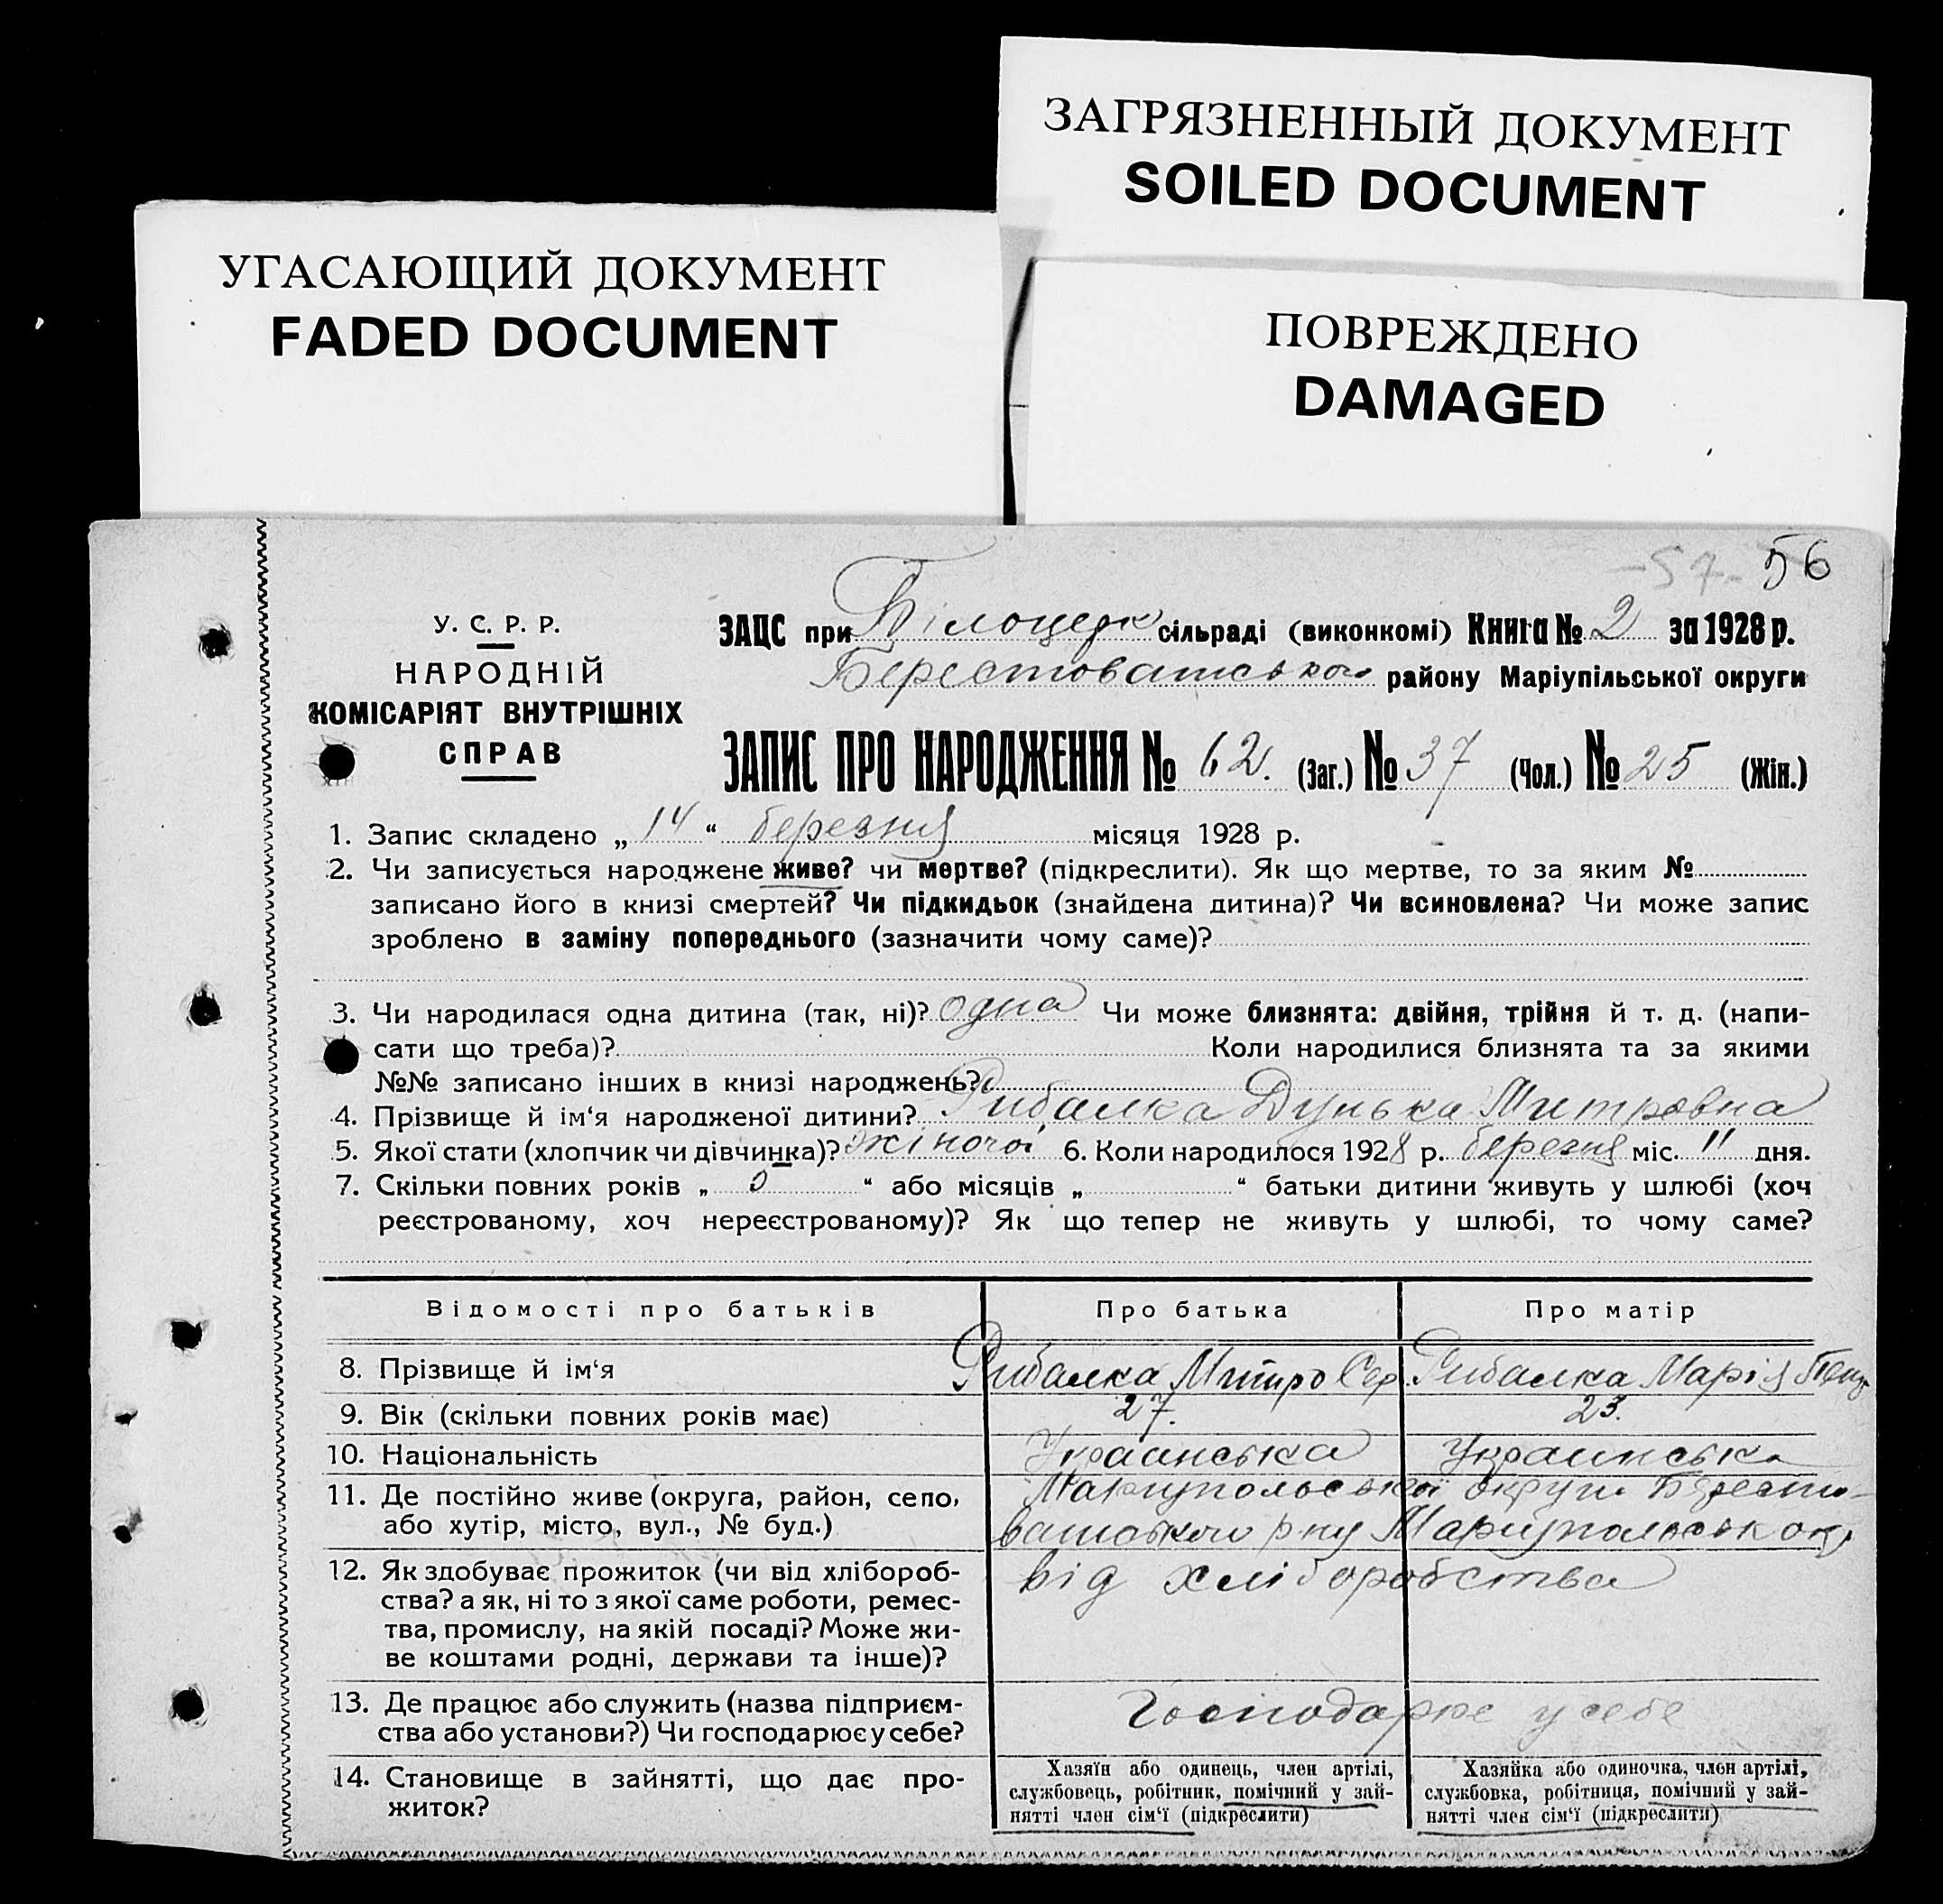 ЗАГРЯЗНЕННЫЙ ДОКУМЕНТ
SOILED DOCUMENT
УГАСАЮЩИЙ ДОКУМЕНТ
FADED DOCUMENT
ПОВРЕЖДЕНО
DAMAGED
-57- 56
У. С. Р. Р.
НАРОДНІЙ
КОМІСАРІЯТ ВНУТРІШНІХ
СПРАВ
ЗАЦС при сільраді (виконкомі) Книга № 2 за 1928 р.
Берестоватського району Маріупільської округи
ЗАПИС ПРО НАРОДЖЕННЯ № 62. (Заг.) № 37 (Чол.) № 25 (Жін.)
1. Запис складено „ 14 “ березня місяця 1928 р.
2. Чи записується народжене живе? чи мертве? (підкреслити). Як що мертве, то за яким №
записано його в книзі смертей? Чи підкидьок (знайдена дитина)? Чи всиновлена? Чи може запис
зроблено в заміну попереднього (зазначити чому саме)?
3. Чи народилася одна дитина (так, ні)? одна Чи може близнята: двійня, трійня й т. д. (напи-
сати що треба)? Коли народилися близнята та за якими
№№ записано інших в книзі народжень?
4. Прізвище й ім‘я народженої дитини? Рибалка Дунька Митровна
5. Якої стати (хлопчик чи дівчинка)? жіночоі 6. Коли народилося 1928 р. березня міс. 11 дня.
7. Скільки повних років „ “ або місяців „ “ батьки дитини живуть у шлюбі (хоч
реєстрованому, хоч нереєстрованому)? Як що тепер не живуть у шлюбі, то чому саме?
Відомості про батьків Про батька Про матір
8. Прізвище й ім‘я Рибалка Митро Сер. Рибалка Марія
9. Вік (скільки повних років має) 27. 23.
10. Національність Украинська Украинська
11. Де постійно живе (округа, район, село, Мариупольської округи Бересто-
або хутір, місто, вул., № буд.) ватського р-ну
12. Як здобуває прожиток (чи від хлібороб- від хліборобства
ства? а як, ні то з якої саме роботи, ремес-
тва, промислу, на якій посаді? Може жи-
ве коштами родні, держави та інше)?
13. Де працює або служить (назва підприєм- Господарює у себе
ства або установи?) Чи господарює у себе?
14. Становище в зайнятті, що дає про-
житок?
Хазяїн або одинець, член артілі,
службовець, робітник, помічний у зай-
нятті член сім‘ї (підкреслити)
Хазяйка або одиночка, член артілі,
службовка, робітниця, помічний у зай-
нятті член сім‘ї (підкреслити)